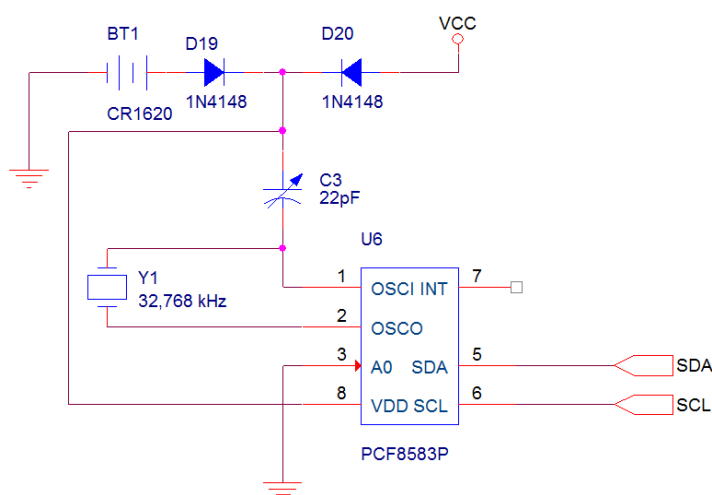 BT1
CR1620
D19
1N4148
D20
1N4148
VCC
C3
22pF
Y1
32,768 kHz
U6
1
OSCI INT
7
2
OSCO
3
A0 SDA
5
SDA
8
VDD SCL
6
SCL
PCF8583P